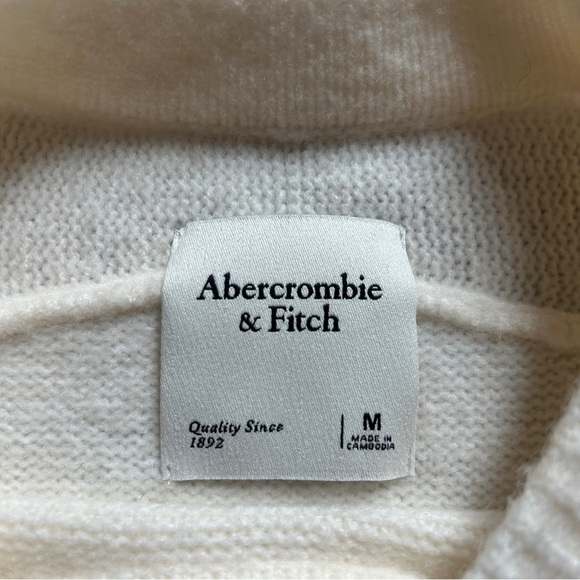 Abercrombie
& Fitch
Quality Since
1892
M
MADE IN
CAMBODIA